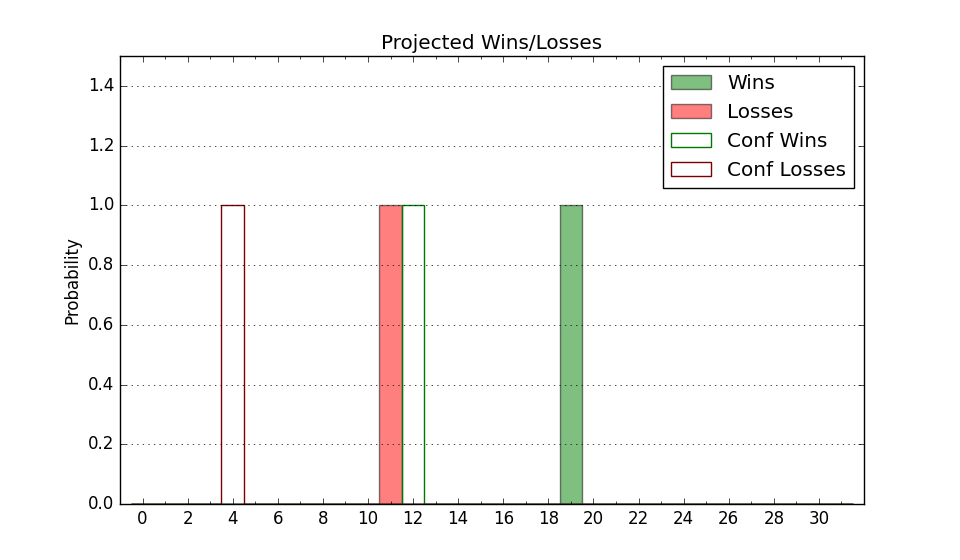 Projected Wins/Losses
Wins
Losses
Conf Wins
Conf Losses
Probability
1.4
1.2
1.0
0.8
0.6
0.4
0.2
0.0
0 2 4 6 8 10 12 14 16 18 20 22 24 26 28 30